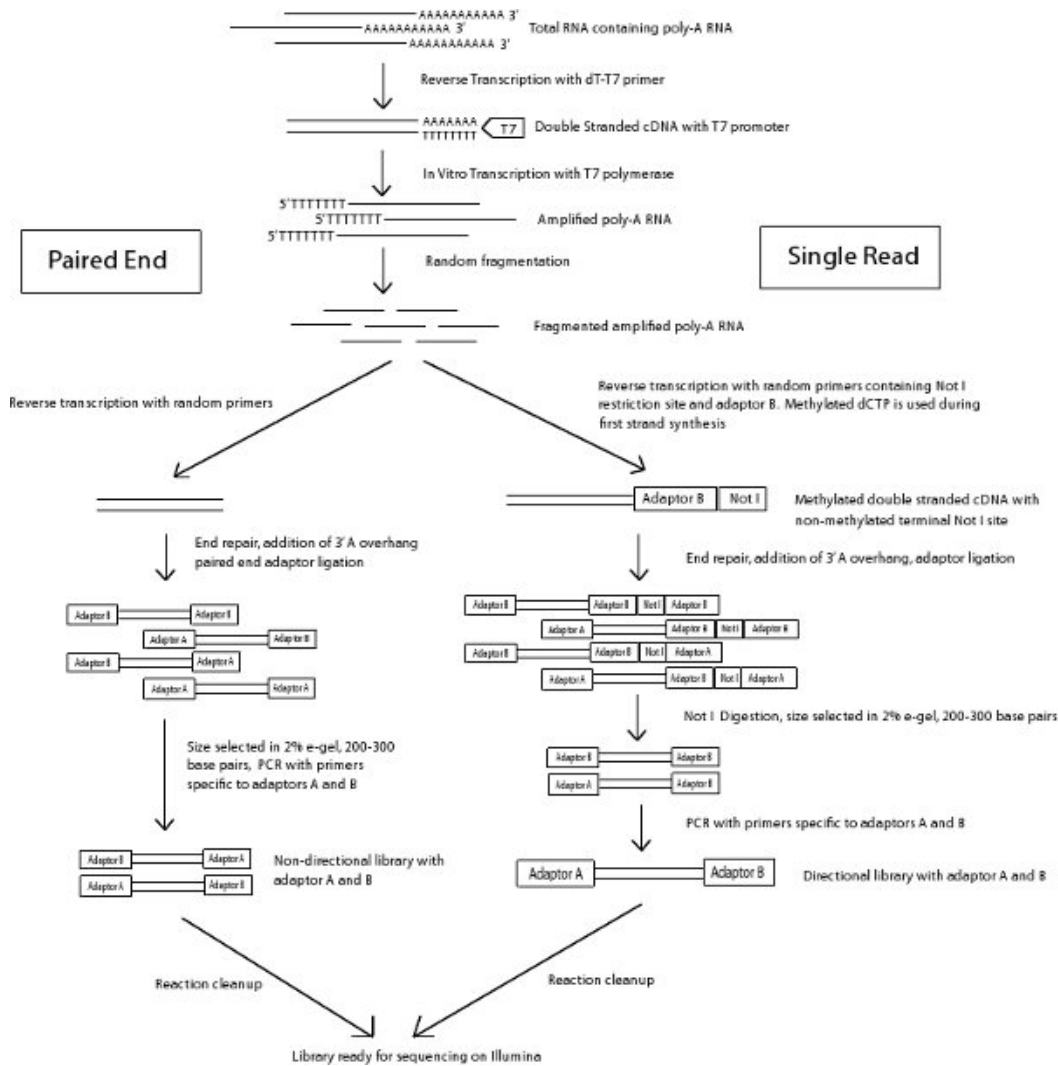 AAAAAAAAAAA 3'
AAAAAAAAAAA 3'
AAAAAAAAAAA 3'
Total RNA containing poly-A RNA
Reverse Transcription with dT-T7 primer
AAAAAAA
TTTTTTTT
T7
Double Stranded cDNA with T7 promoter
In Vitro Transcription with T7 polymerase
5'TTTTTTT
5'TTTTTTT
5'TTTTTTT
Amplified poly-A RNA
Paired End
Single Read
Random fragmentation
Fragmented amplified poly-A RNA
Reverse transcription with random primers
Reverse transcription with random primers containing Not I
restriction site and adaptor B. Methylated dCTP is used during
first strand synthesis
Adaptor B Not I
Methylated double stranded cDNA with
non-methylated terminal Not I site
End repair, addition of 3' A overhang
paired end adaptor ligation
End repair, addition of 3' A overhang, adaptor ligation
Adaptor B Adaptor B
Adaptor A Adaptor B
Adaptor B Adaptor A
Adaptor A Adaptor A
Adaptor B Adaptor B Not I Adaptor B
Adaptor A Adaptor B Not I Adaptor B
Adaptor B Adaptor B Not I Adaptor A
Adaptor A Adaptor B Not I Adaptor A
Size selected in 2% e-gel, 200-300
base pairs, PCR with primers
specific to adaptors A and B
Not I Digestion, size selected in 2% e-gel, 200-300 base pairs
Adaptor B Adaptor B
Adaptor A Adaptor B
PCR with primers specific to adaptors A and B
Adaptor B Adaptor A
Adaptor A Adaptor B
Non-directional library with
adaptor A and B
Adaptor A Adaptor B
Directional library with adaptor A and B
Reaction cleanup
Reaction cleanup
Library ready for sequencing on Illumina